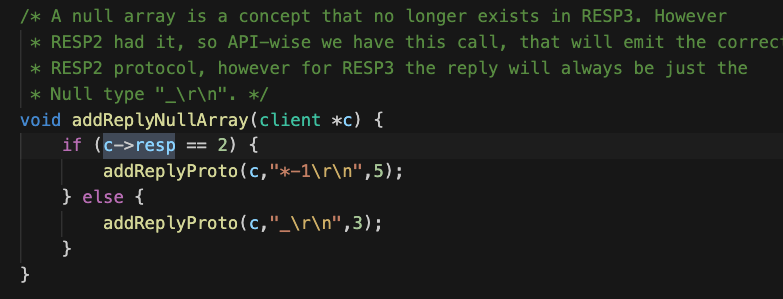 /* A null array is a concept that no longer exists in RESP3. However
 * RESP2 had it, so API-wise we have this call, that will emit the correct
 * RESP2 protocol, however for RESP3 the reply will always be just the
 * Null type "_\r\n". */
void addReplyNullArray(client *c) {
    if (c->resp == 2) {
        addReplyProto(c,"*-1\r\n",5);
    } else {
        addReplyProto(c,"_\r\n",3);
    }
}